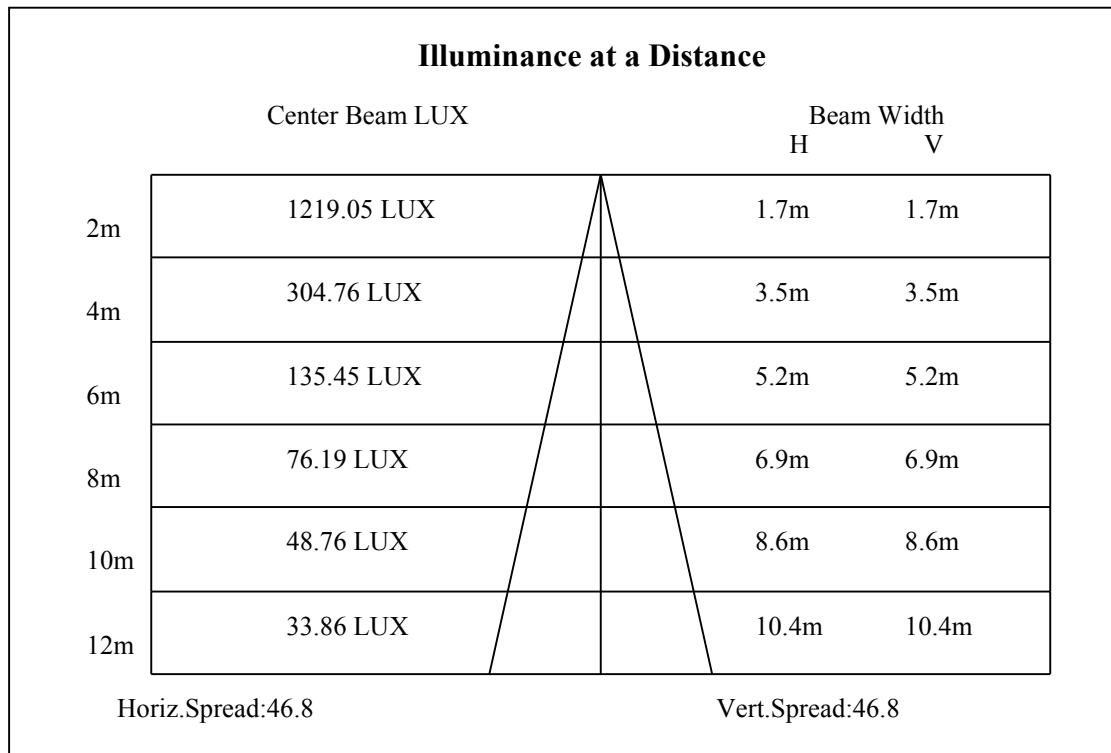 Illuminance at a Distance
Center Beam LUX Beam Width
H V
2m 1219.05 LUX 1.7m 1.7m
4m 304.76 LUX 3.5m 3.5m
6m 135.45 LUX 5.2m 5.2m
8m 76.19 LUX 6.9m 6.9m
10m 48.76 LUX 8.6m 8.6m
12m 33.86 LUX 10.4m 10.4m
Horiz.Spread:46.8 Vert.Spread:46.8